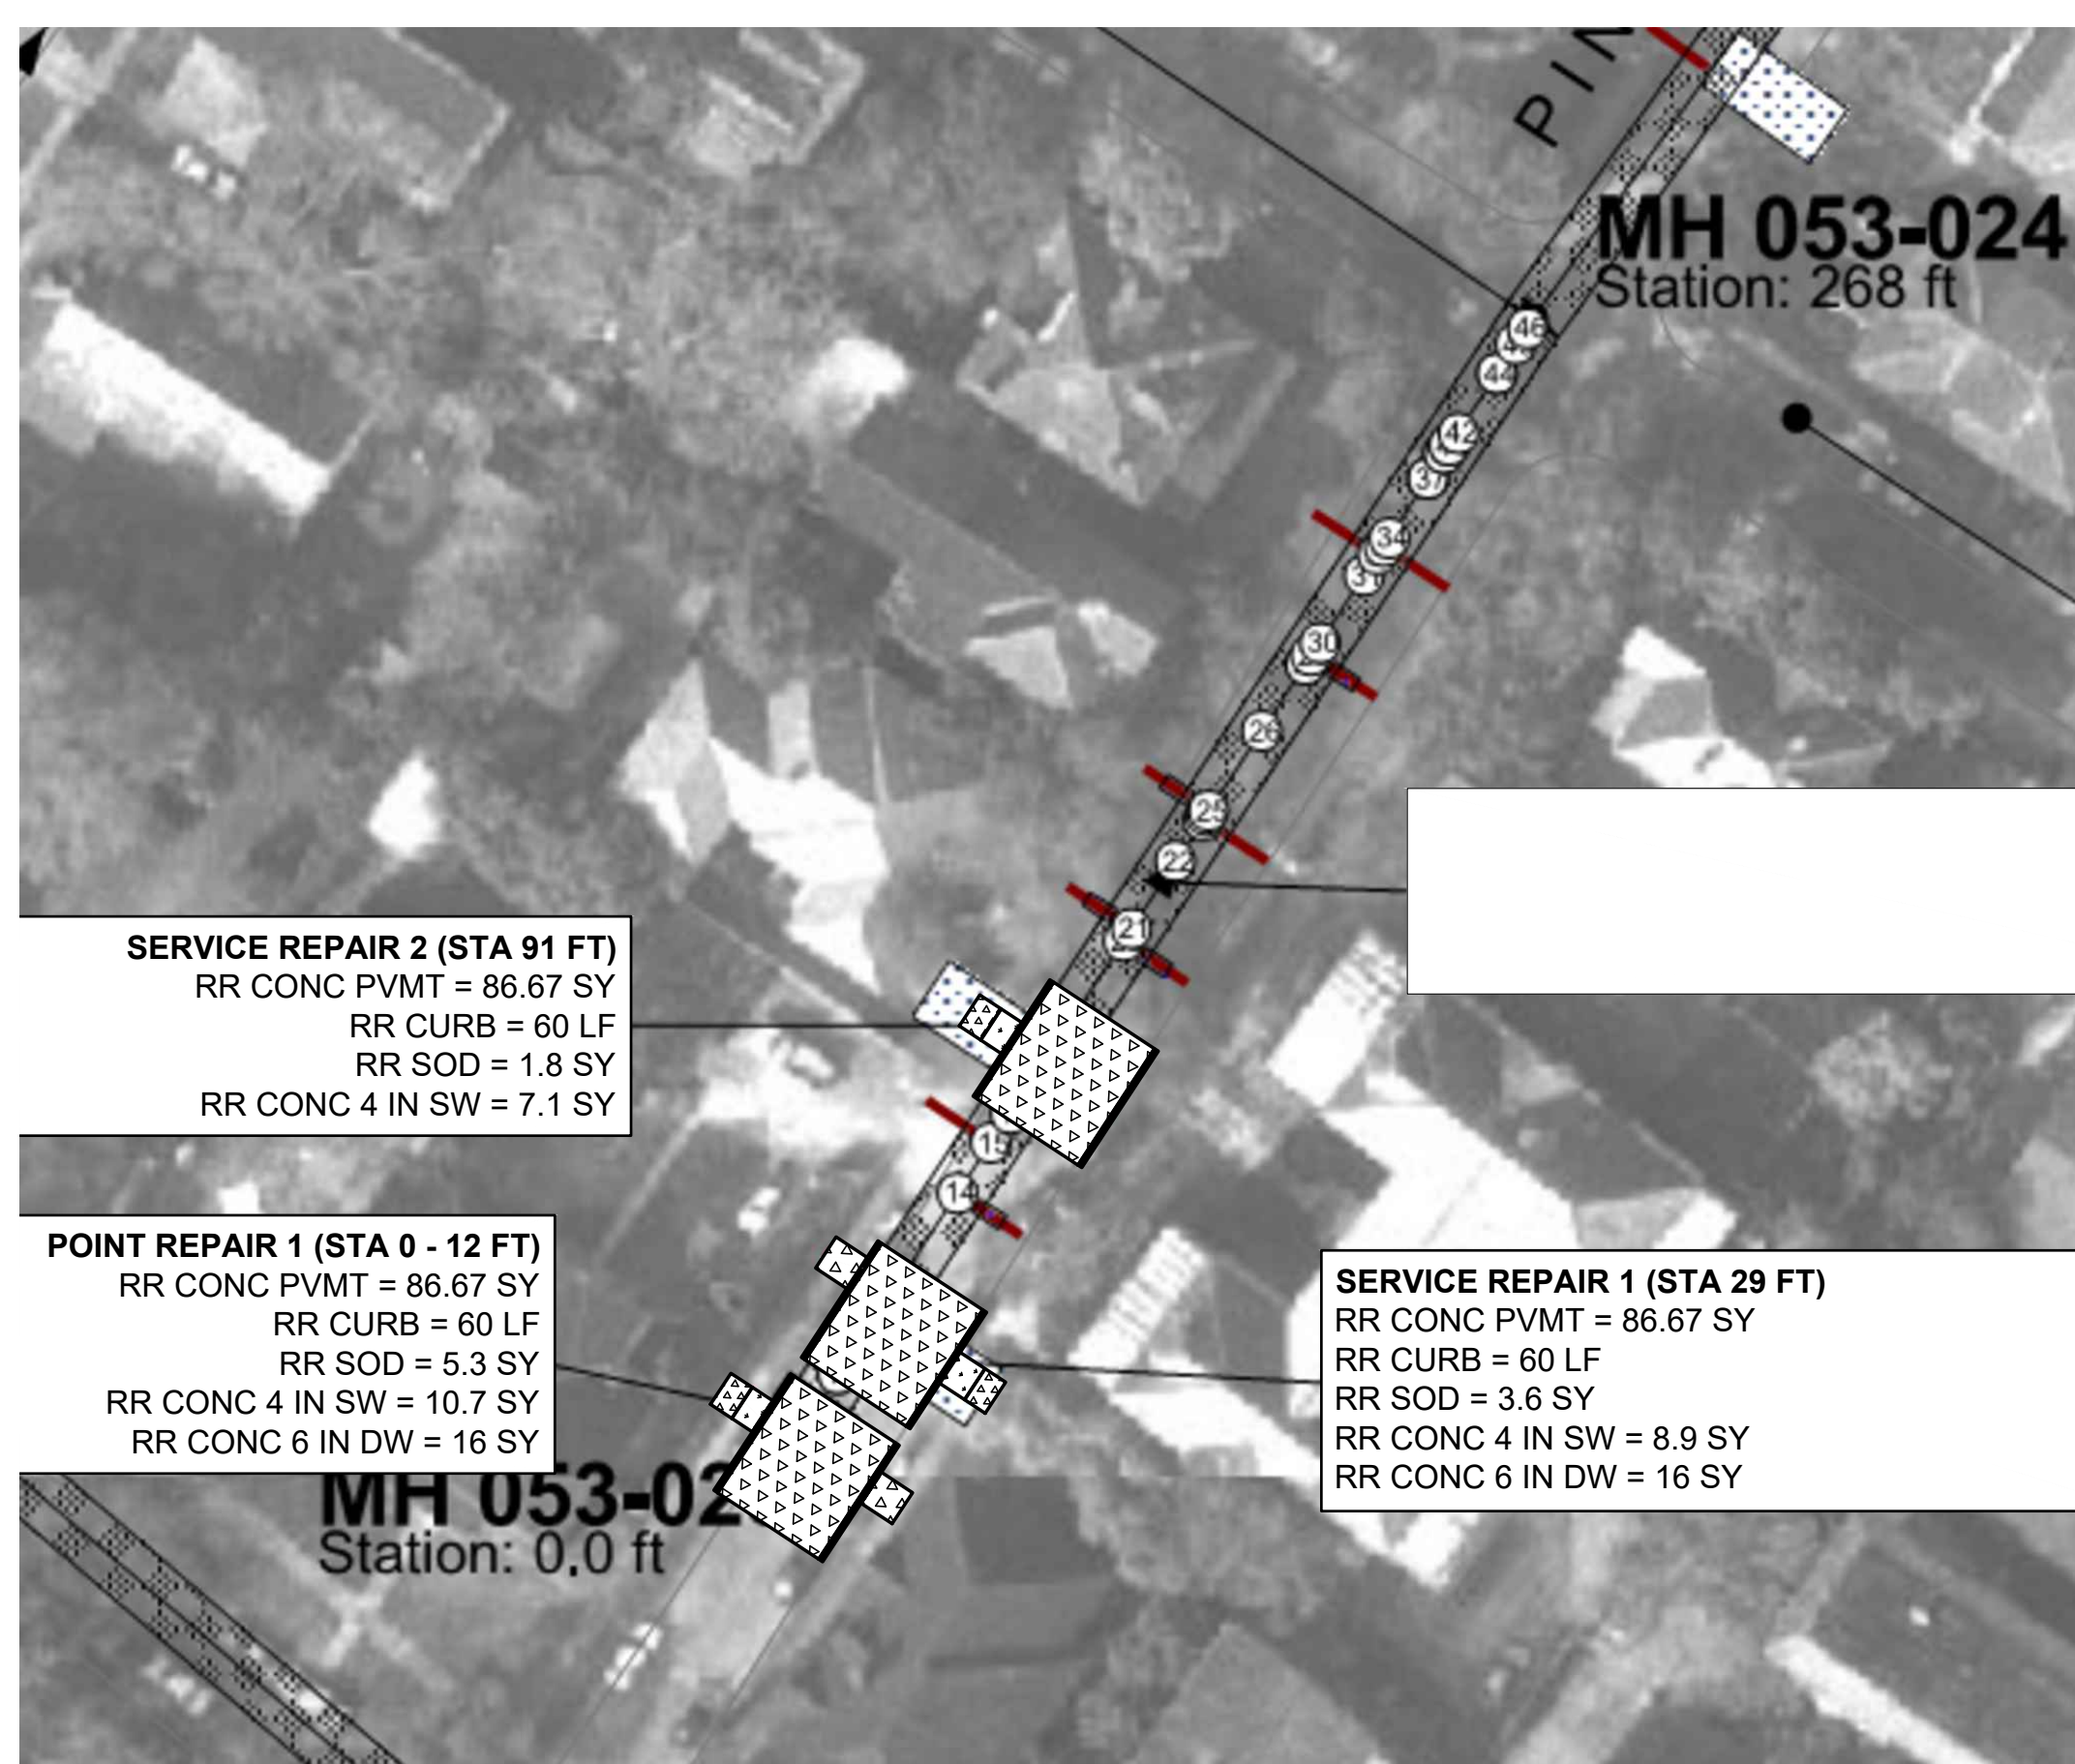 PIN
MH 053-024
Station: 268 ft
46
44
42
37
34
31
30
26
25
22
21
SERVICE REPAIR 2 (STA 91 FT)
RR CONC PVMT = 86.67 SY
RR CURB = 60 LF
RR SOD = 1.8 SY
RR CONC 4 IN SW = 7.1 SY
15
14
POINT REPAIR 1 (STA 0 - 12 FT)
RR CONC PVMT = 86.67 SY
RR CURB = 60 LF
RR SOD = 5.3 SY
RR CONC 4 IN SW = 10.7 SY
RR CONC 6 IN DW = 16 SY
SERVICE REPAIR 1 (STA 29 FT)
RR CONC PVMT = 86.67 SY
RR CURB = 60 LF
RR SOD = 3.6 SY
RR CONC 4 IN SW = 8.9 SY
RR CONC 6 IN DW = 16 SY
MH 053-02
Station: 0.0 ft